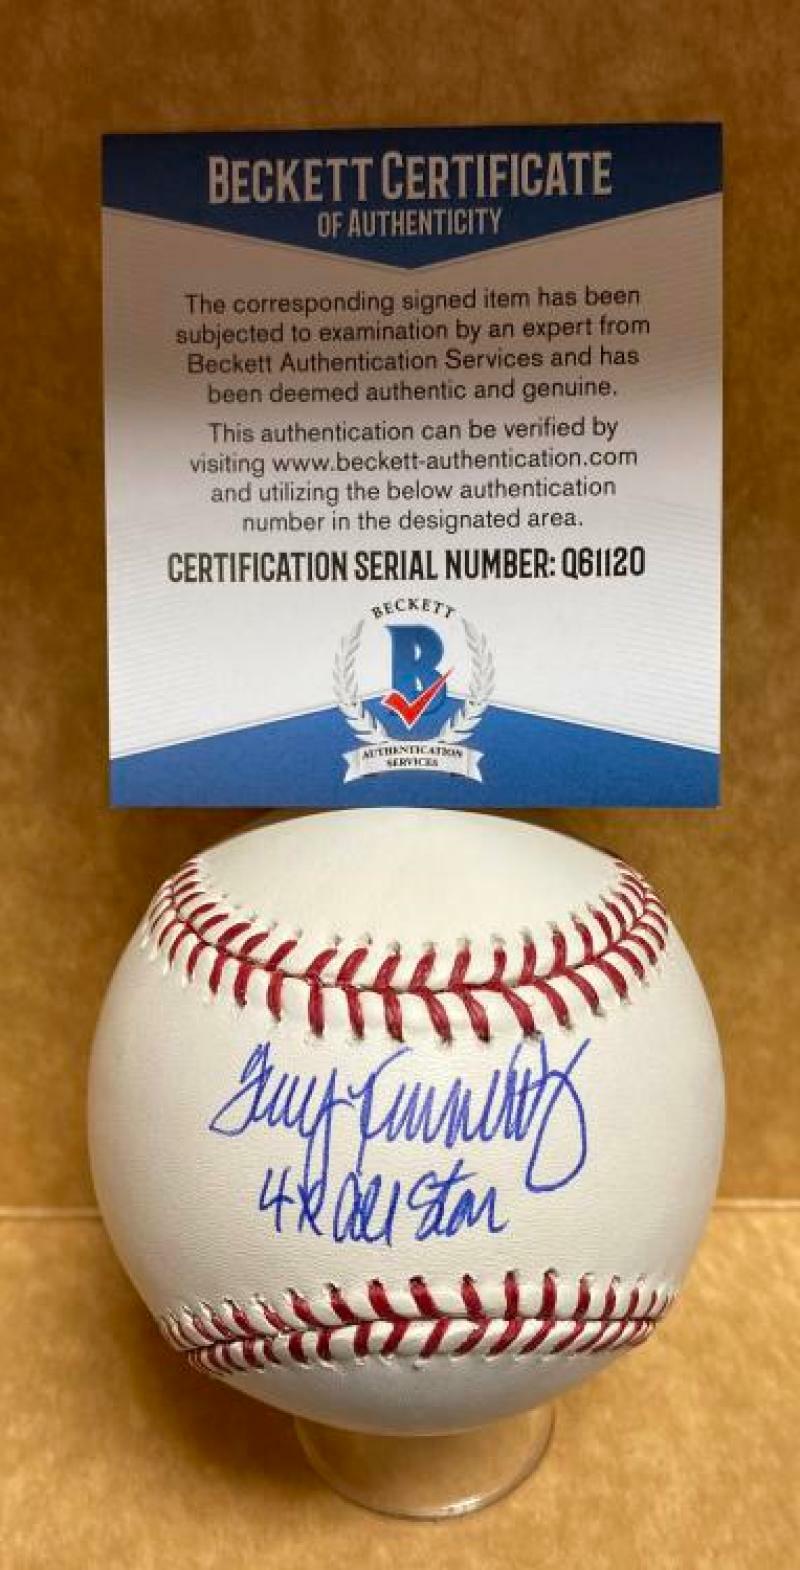 BECKETT CERTIFICATE
OF AUTHENTICITY
The corresponding signed item has been
subjected to examination by an expert from
Beckett Authentication Services and has
been deemed authentic and genuine.
This authentication can be verified by
visiting www.beckett-authentication.com
and utilizing the below authentication
number in the designated area.
CERTIFICATION SERIAL NUMBER: Q61120
BECKETT
B
AUTHENTICATION
SERVICES
Terry Kennedy
4x All Star